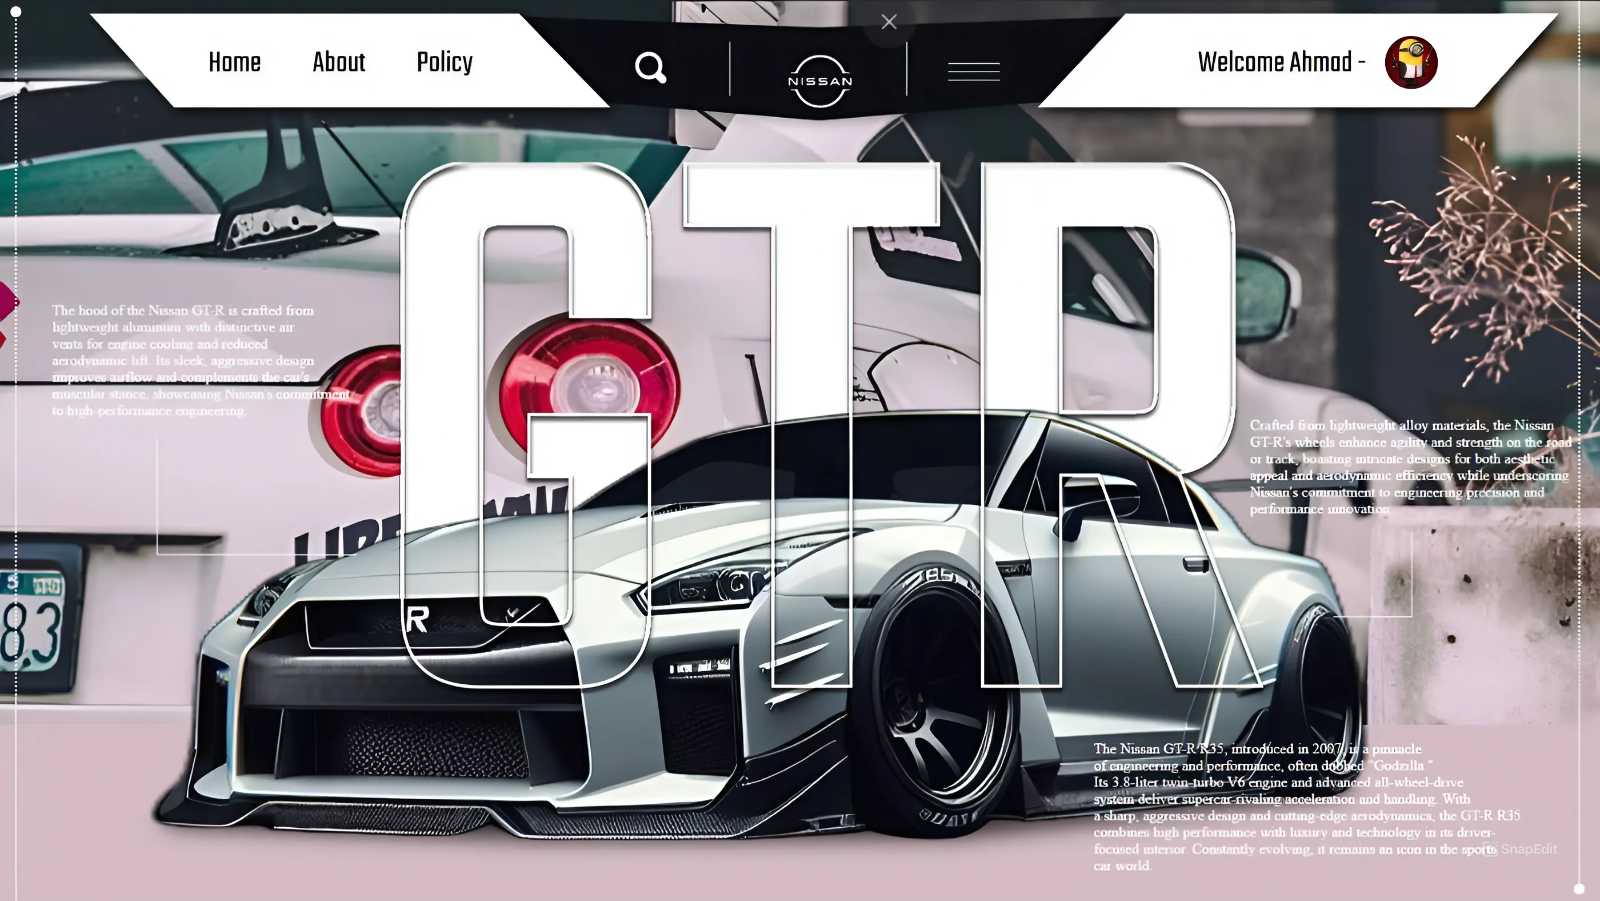 Home About Policy
NISSAN
Welcome Ahmad -
GTR
The hood of the Nissan GT-R is crafted from
lightweight aluminum with distinctive air
vents for engine cooling and reduced
aerodynamic lift. Its sleek, aggressive design
improves airflow and complements the car's
muscular stance, showcasing Nissan's commitment
to high-performance engineering.
Crafted from lightweight alloy materials, the Nissan
GT-R's wheels enhance agility and strength on the road
or track, boasting intricate designs for both aesthetic
appeal and aerodynamic efficiency while underscoring
Nissan's commitment to engineering precision and
performance innovation.
83
R
The Nissan GT-R R35, introduced in 2007, is a pinnacle
of engineering and performance, often dubbed "Godzilla."
Its 3.8-liter twin-turbo V6 engine and advanced all-wheel-drive
system deliver supercar-rivaling acceleration and handling. With
a sharp, aggressive design and cutting-edge aerodynamics, the GT-R R35
combines high performance with luxury and technology in its driver-
focused interior. Constantly evolving, it remains an icon in the sports
car world.
SnapEdit